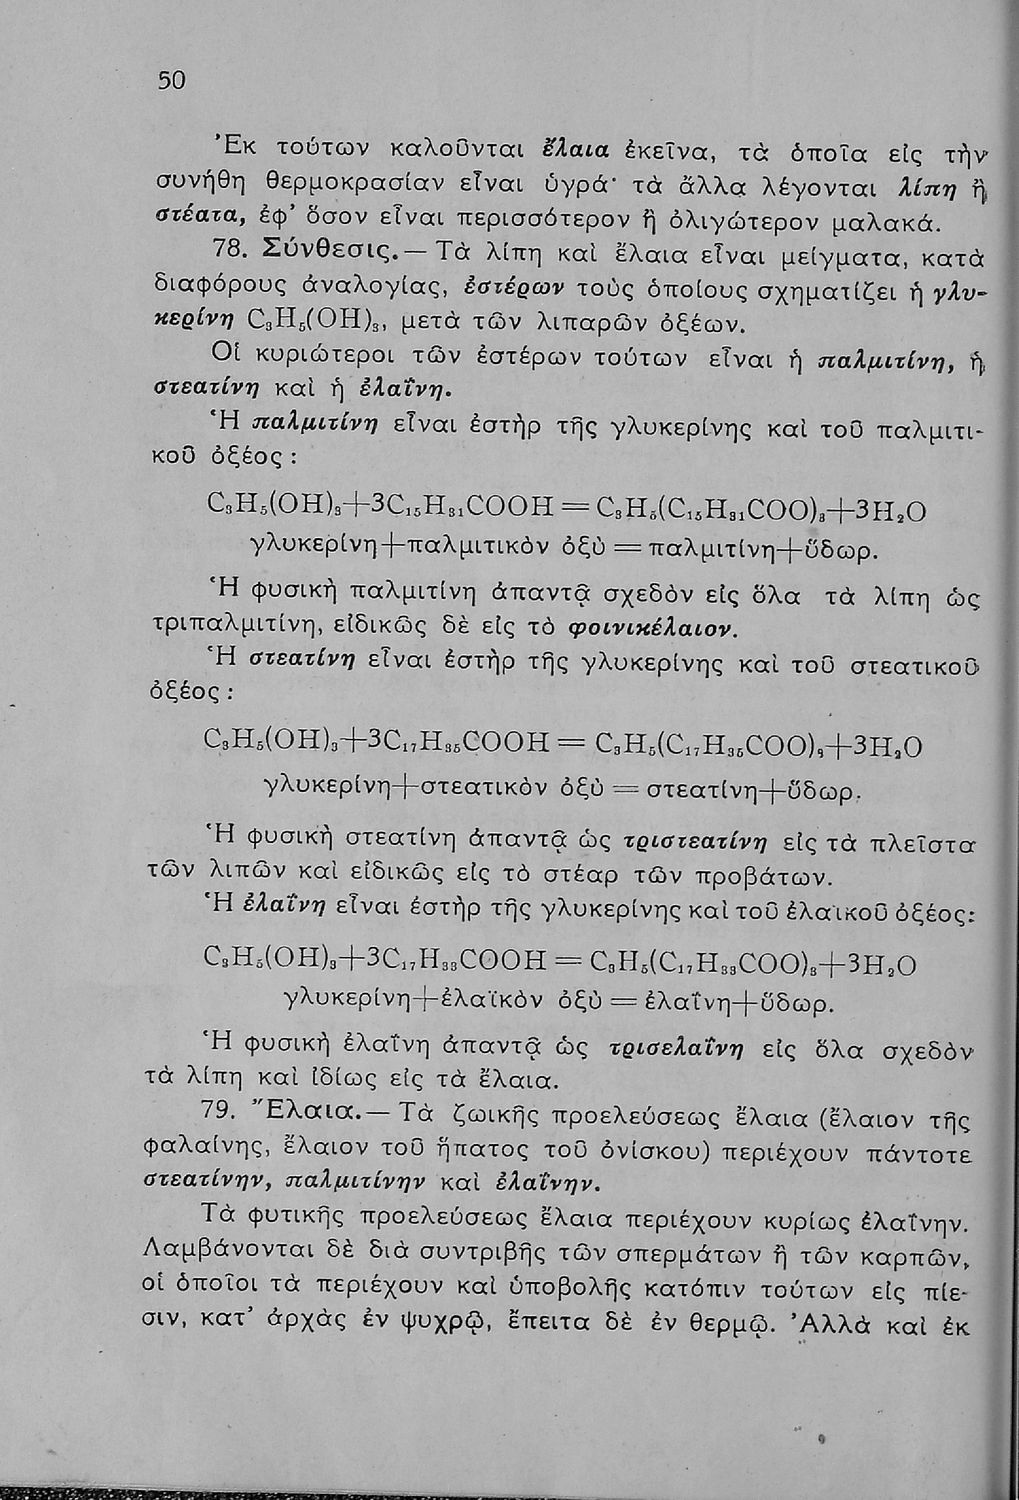 50
Ἐκ τούτων καλοῦνται ἔλαια ἐκεῖνα, τὰ ὁποῖα εἰς τὴν
συνήθη θερμοκρασίαν εἶναι ὑγρά· τὰ ἄλλα λέγονται λίπη ἢ
στέατα, ἐφ’ ὅσον εἶναι περισσότερον ἢ ὀλιγώτερον μαλακά.
78. Σύνθεσις.— Τὰ λίπη καὶ ἔλαια εἶναι μείγματα, κατὰ
διαφόρους ἀναλογίας, ἐστέρων τοὺς ὁποίους σχηματίζει ἡ γλυ-
κερίνη C₃H₅(OH)₃, μετὰ τῶν λιπαρῶν ὀξέων.
Οἱ κυριώτεροι τῶν ἐστέρων τούτων εἶναι ἡ παλμιτίνη, ἡ
στεατίνη καὶ ἡ ἐλαΐνη.
Ἡ παλμιτίνη εἶναι ἐστὴρ τῆς γλυκερίνης καὶ τοῦ παλμιτι-
κοῦ ὀξέος :
C₃H₅(OH)₃+3C₁₅H₃₁COOH = C₃H₅(C₁₅H₃₁COO)₃+3H₂O
γλυκερίνη+παλμιτικὸν ὀξὺ = παλμιτίνη+ὕδωρ.
Ἡ φυσικὴ παλμιτίνη ἀπαντᾷ σχεδὸν εἰς ὅλα τὰ λίπη ὡς
τριπαλμιτίνη, εἰδικῶς δὲ εἰς τὸ φοινικέλαιον.
Ἡ στεατίνη εἶναι ἐστὴρ τῆς γλυκερίνης καὶ τοῦ στεατικοῦ
ὀξέος :
C₃H₅(OH)₃+3C₁₇H₃₅COOH = C₃H₅(C₁₇H₃₅COO)₃+3H₂O
γλυκερίνη+στεατικὸν ὀξὺ = στεατίνη+ὕδωρ.
Ἡ φυσικὴ στεατίνη ἀπαντᾷ ὡς τριστεατίνη εἰς τὰ πλεῖστα
τῶν λιπῶν καὶ εἰδικῶς εἰς τὸ στέαρ τῶν προβάτων.
Ἡ ἐλαΐνη εἶναι ἐστὴρ τῆς γλυκερίνης καὶ τοῦ ἐλαικοῦ ὀξέος:
C₃H₅(OH)₃+3C₁₇H₃₃COOH = C₃H₅(C₁₇H₃₃COO)₃+3H₂O
γλυκερίνη+ἐλαϊκὸν ὀξὺ = ἐλαΐνη+ὕδωρ.
Ἡ φυσικὴ ἐλαΐνη ἀπαντᾷ ὡς τρισελαΐνη εἰς ὅλα σχεδὸν
τὰ λίπη καὶ ἰδίως εἰς τὰ ἔλαια.
79. Ἔλαια.— Τὰ ζωικῆς προελεύσεως ἔλαια (ἔλαιον τῆς
φαλαίνης, ἔλαιον τοῦ ἥπατος τοῦ ὀνίσκου) περιέχουν πάντοτε
στεατίνην, παλμιτίνην καὶ ἐλαΐνην.
Τὰ φυτικῆς προελεύσεως ἔλαια περιέχουν κυρίως ἐλαΐνην.
Λαμβάνονται δὲ διὰ συντριβῆς τῶν σπερμάτων ἢ τῶν καρπῶν,
οἱ ὁποῖοι τὰ περιέχουν καὶ ὑποβολῆς κατόπιν τούτων εἰς πίε-
σιν, κατ’ ἀρχὰς ἐν ψυχρῷ, ἔπειτα δὲ ἐν θερμῷ. Ἀλλὰ καὶ ἐκ